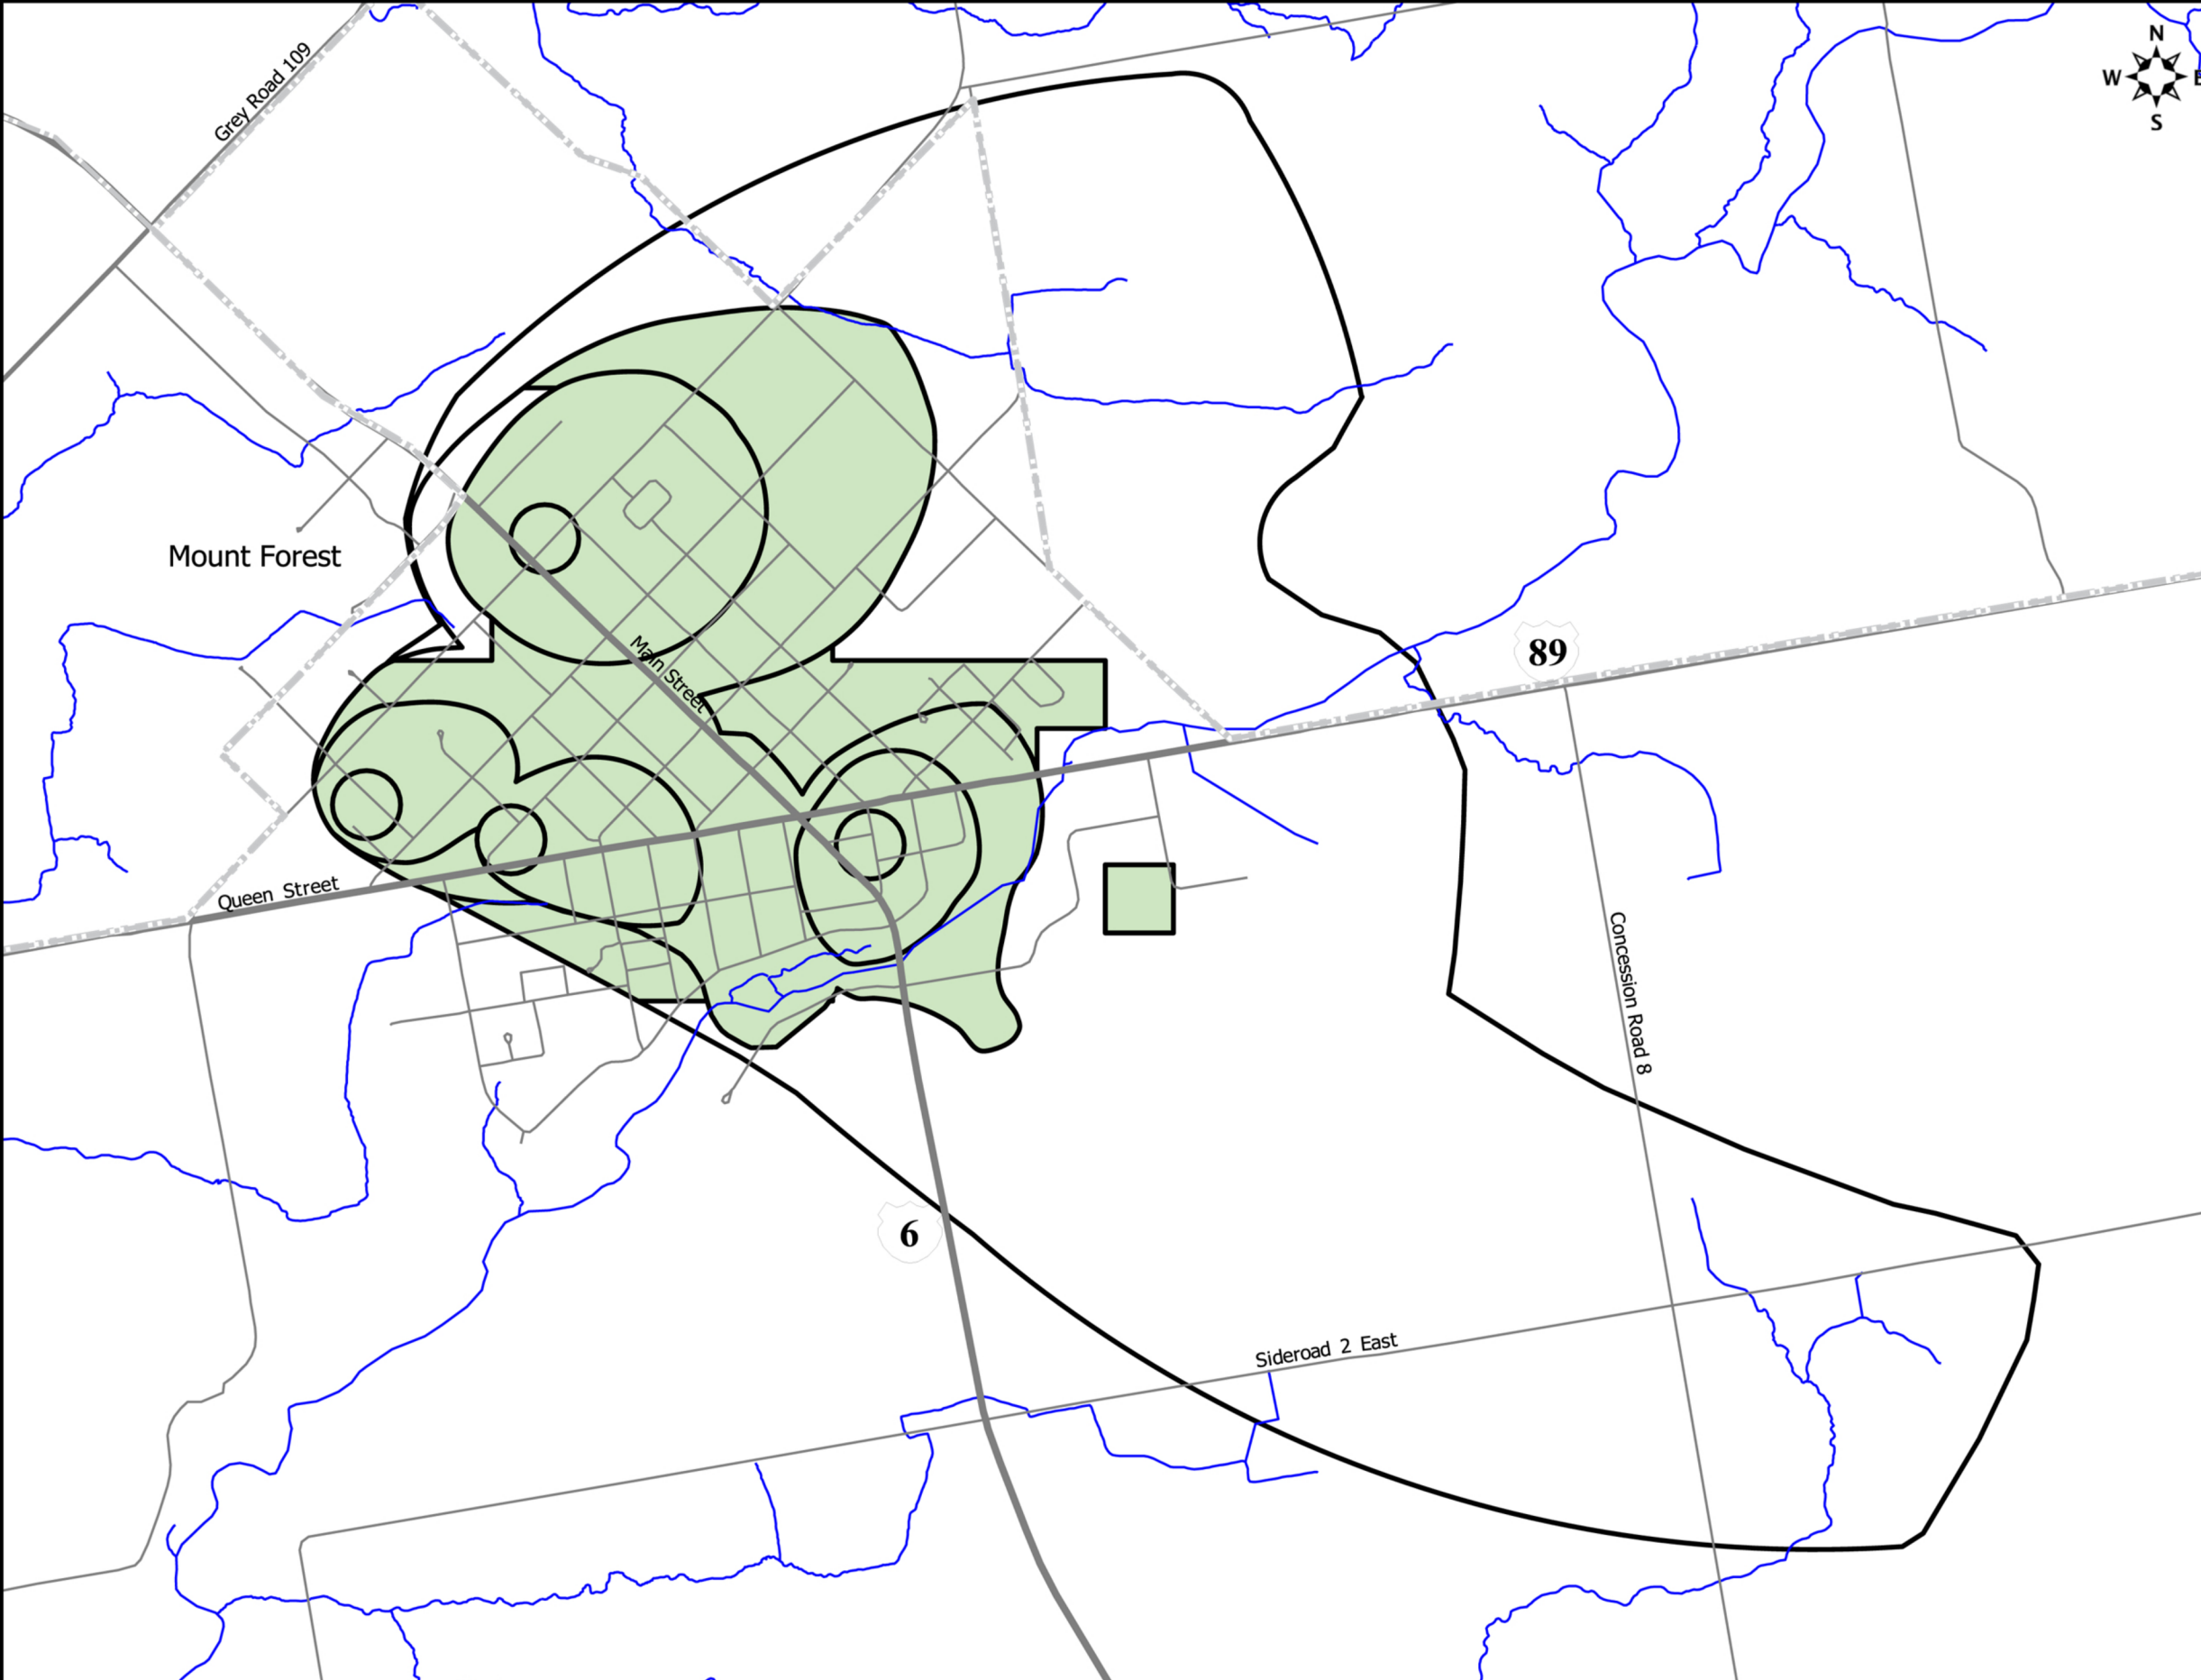 Grey Road 109
N
W E
S
Mount Forest
Main Street
89
Queen Street
Concession Road 8
6
Sideroad 2 East